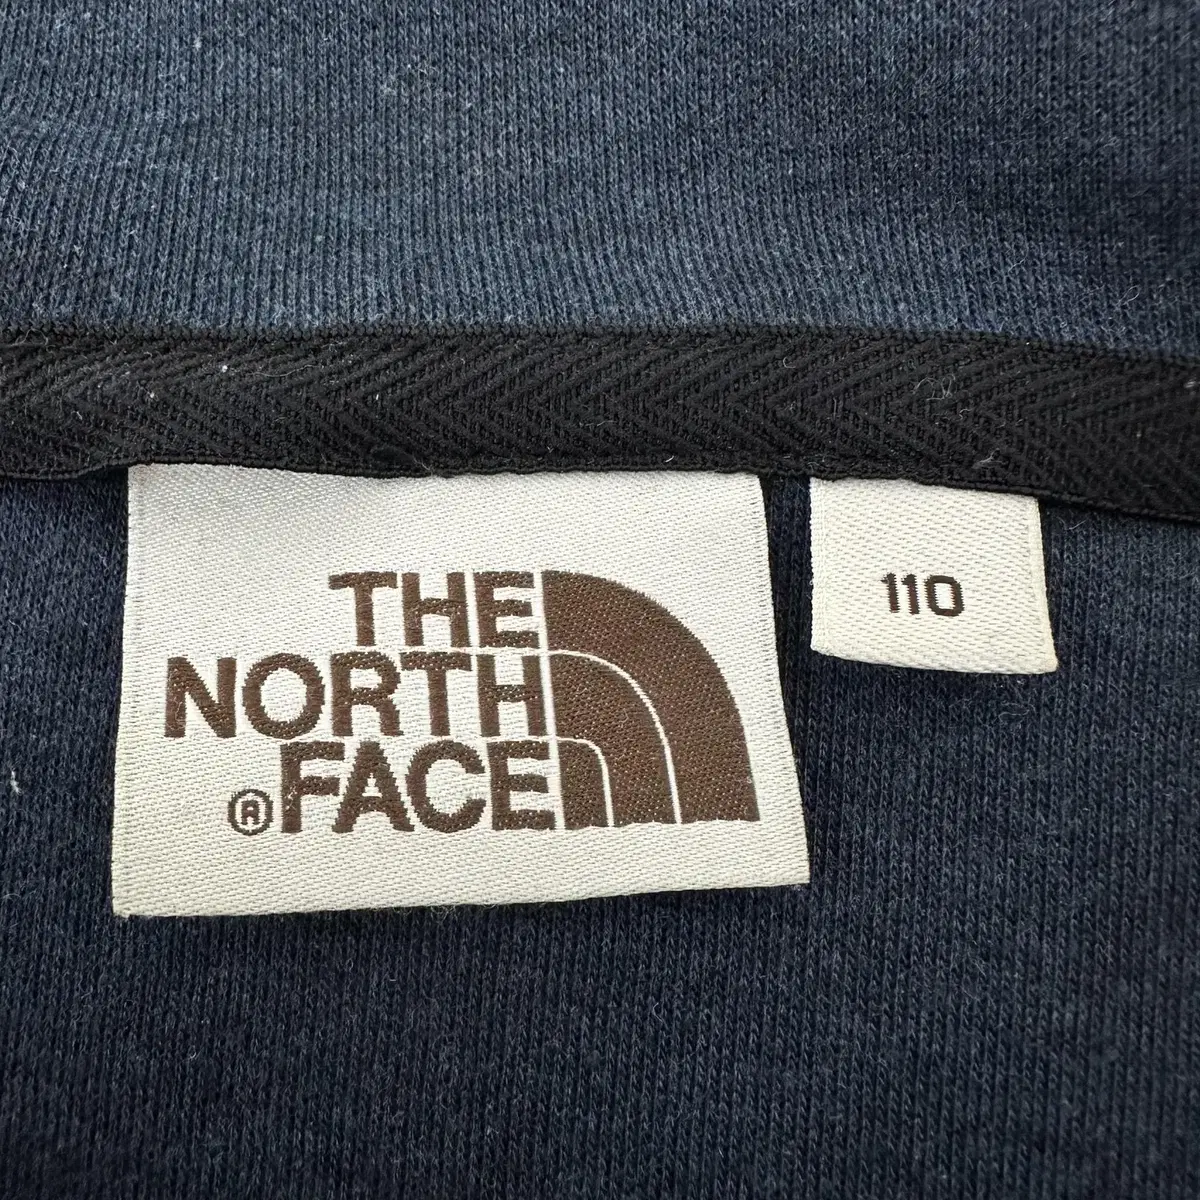 THE
NORTH
®FACE
110